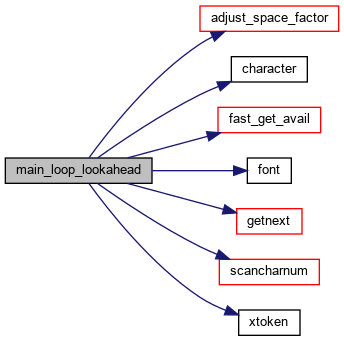 adjust_space_factor
character
fast_get_avail
main_loop_lookahead
font
getnext
scancharnum
xtoken